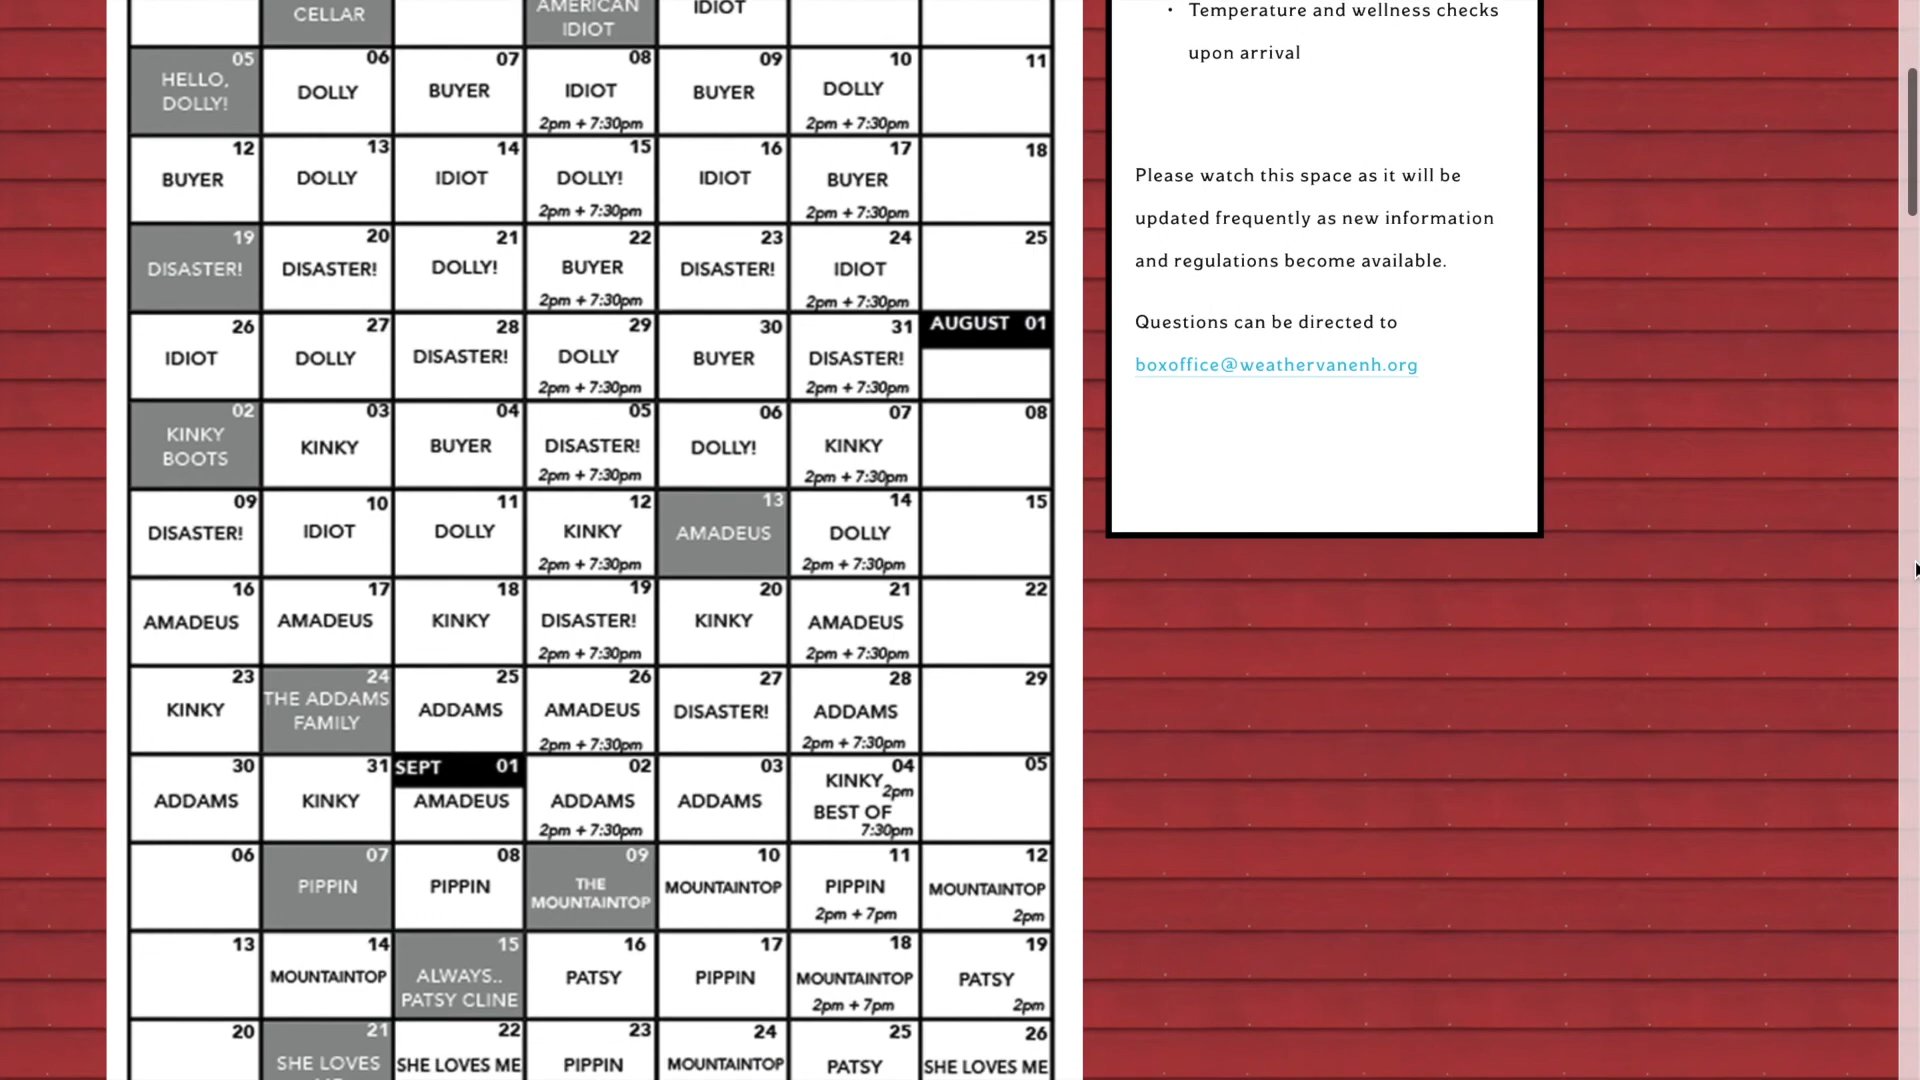 CELLAR
AMERICAN
IDIOT
IDIOT
05
HELLO,
DOLLY!
06
DOLLY
07
BUYER
08
IDIOT
2pm + 7:30pm
09
BUYER
10
DOLLY
2pm + 7:30pm
11
12
BUYER
13
DOLLY
14
IDIOT
15
DOLLY!
2pm + 7:30pm
16
IDIOT
17
BUYER
2pm + 7:30pm
18
19
DISASTER!
20
DISASTER!
21
DOLLY!
22
BUYER
2pm + 7:30pm
23
DISASTER!
24
IDIOT
2pm + 7:30pm
25
26
IDIOT
27
DOLLY
28
DISASTER!
29
DOLLY
2pm + 7:30pm
30
BUYER
31
DISASTER!
2pm + 7:30pm
AUGUST 01
02
KINKY
BOOTS
03
KINKY
04
BUYER
05
DISASTER!
2pm + 7:30pm
06
DOLLY!
07
KINKY
2pm + 7:30pm
08
09
DISASTER!
10
IDIOT
11
DOLLY
12
KINKY
2pm + 7:30pm
13
AMADEUS
14
DOLLY
2pm + 7:30pm
15
16
AMADEUS
17
AMADEUS
18
KINKY
19
DISASTER!
2pm + 7:30pm
20
KINKY
21
AMADEUS
2pm + 7:30pm
22
23
KINKY
24
THE ADDAMS
FAMILY
25
ADDAMS
26
AMADEUS
2pm + 7:30pm
27
DISASTER!
28
ADDAMS
2pm + 7:30pm
29
30
ADDAMS
31
KINKY
SEPT 01
AMADEUS
02
ADDAMS
2pm + 7:30pm
03
ADDAMS
04
KINKY 2pm
BEST OF
7:30pm
05
06
07
PIPPIN
08
PIPPIN
09
THE
MOUNTAINTOP
10
MOUNTAINTOP
11
PIPPIN
2pm + 7pm
12
MOUNTAINTOP
2pm
13
14
MOUNTAINTOP
15
ALWAYS..
PATSY CLINE
16
PATSY
17
PIPPIN
18
MOUNTAINTOP
2pm + 7pm
19
PATSY
2pm
20
21
SHE LOVES
22
SHE LOVES ME
23
PIPPIN
24
MOUNTAINTOP
25
PATSY
26
SHE LOVES ME
• Temperature and wellness checks
upon arrival
Please watch this space as it will be
updated frequently as new information
and regulations become available.
Questions can be directed to
boxoffice@weathervanenh.org